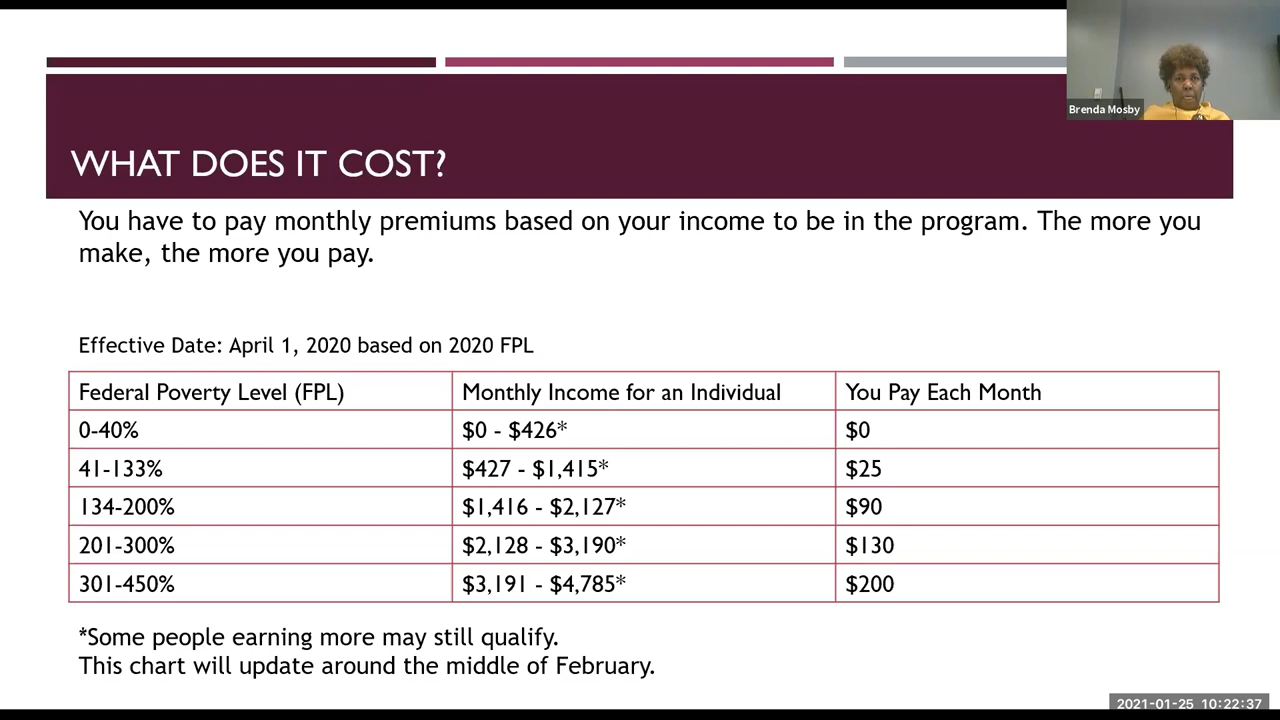 Brenda Mosby
WHAT DOES IT COST?
You have to pay monthly premiums based on your income to be in the program. The more you
make, the more you pay.
Effective Date: April 1, 2020 based on 2020 FPL
Federal Poverty Level (FPL) Monthly Income for an Individual You Pay Each Month
0-40% $0 - $426* $0
41-133% $427 - $1,415* $25
134-200% $1,416 - $2,127* $90
201-300% $2,128 - $3,190* $130
301-450% $3,191 - $4,785* $200
*Some people earning more may still qualify.
This chart will update around the middle of February.
2021-01-25 10:22:37